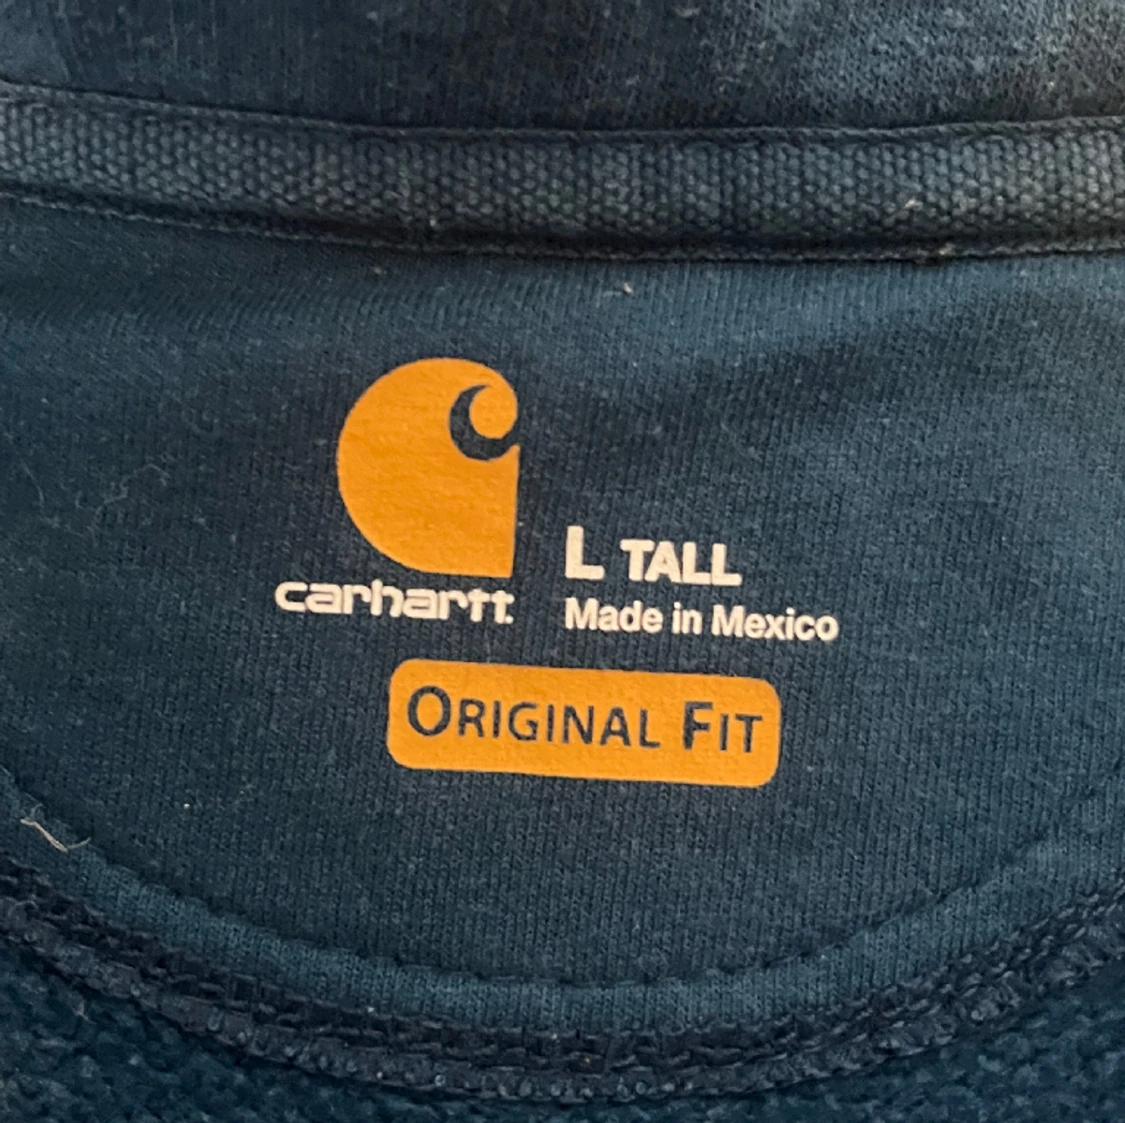 carhartt
L TALL
Made in Mexico
ORIGINAL FIT